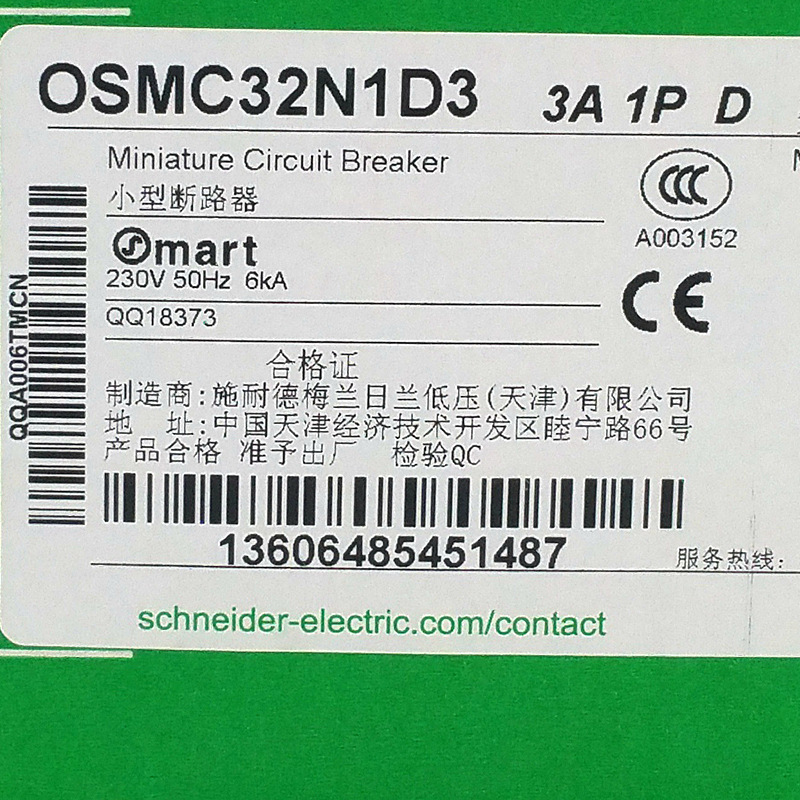 OSMC32N1D3 3A 1P D
Miniature Circuit Breaker
小型断路器
CCC
A003152
Smart
230V 50Hz 6kA
CE
QQ18373
QQA006TMCN
合格证
制造商:施耐德梅兰日兰低压(天津)有限公司
地 址:中国天津经济技术开发区睦宁路66号
产品合格 准予出厂 检验QC
13606485451487
服务热线:
schneider-electric.com/contact